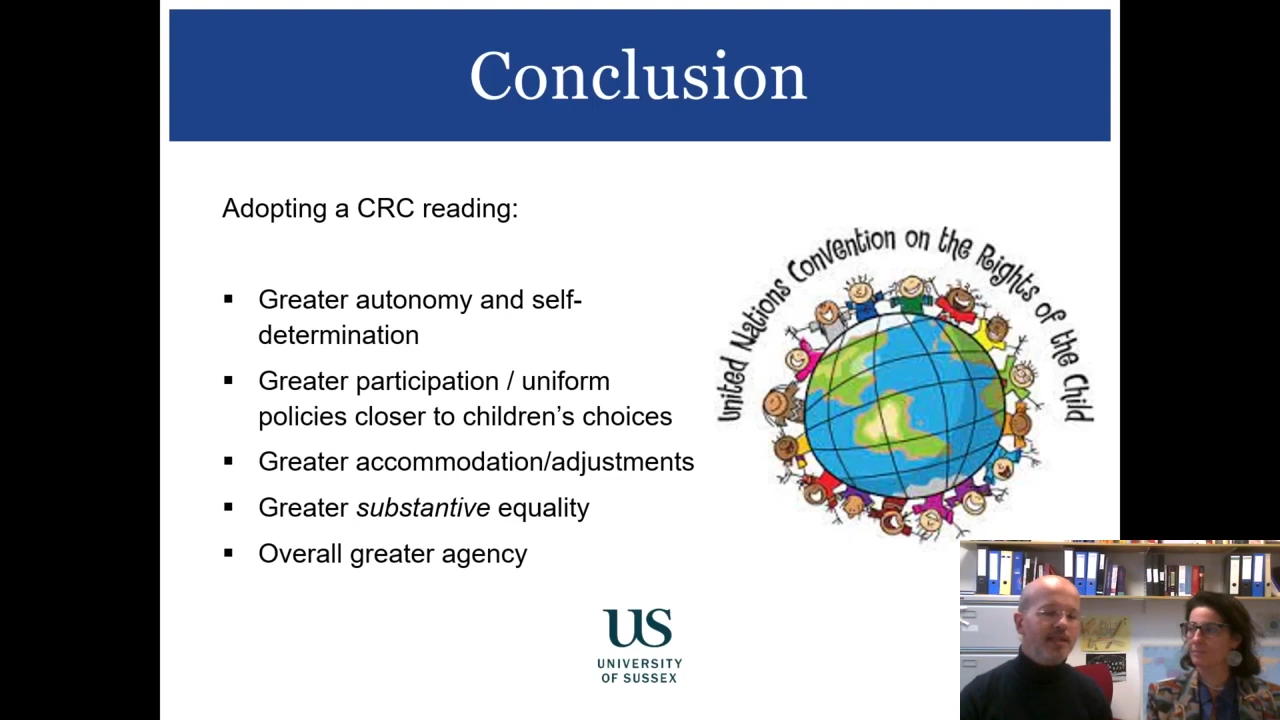 Conclusion
Adopting a CRC reading:
▪ Greater autonomy and self-
determination
▪ Greater participation / uniform
policies closer to children’s choices
▪ Greater accommodation/adjustments
▪ Greater substantive equality
▪ Overall greater agency
United Nations Convention on the Rights of the Child
US
UNIVERSITY
OF SUSSEX